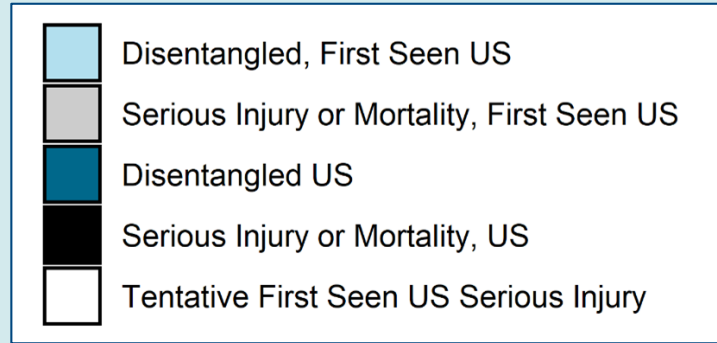 Disentangled, First Seen US
Serious Injury or Mortality, First Seen US
Disentangled US
Serious Injury or Mortality, US
Tentative First Seen US Serious Injury